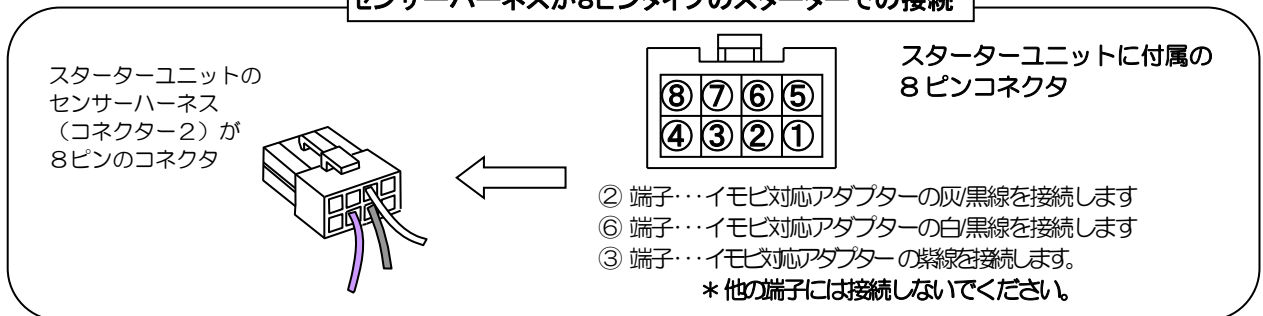 センサーハーネスが8ピンタイプのスターターでの接続
スターターユニットの
センサーハーネス
(コネクター2)が
8ピンのコネクタ
⑧⑦⑥⑤
④③②①
スターターユニットに付属の
8ピンコネクタ
② 端子・・・イモビ対応アダプターの灰/黒線を接続します
⑥ 端子・・・イモビ対応アダプターの白/黒線を接続します
③ 端子・・・イモビ対応アダプターの紫線を接続します。
＊他の端子には接続しないでください。